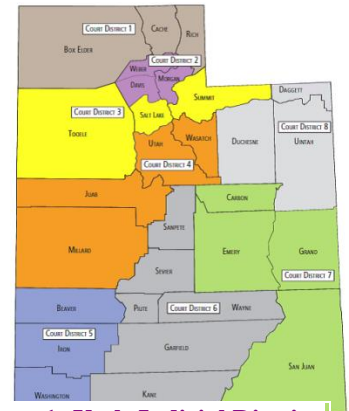 CACHE
COURT DISTRICT 1
RICH
BOX ELDER
WEBER
COURT DISTRICT 2
DAVIS
MORGAN
DAGGETT
SUMMIT
COURT DISTRICT 3
SALT LAKE
TOOELE
UTAH
WASATCH
DUCHESNE
COURT DISTRICT 8
UINTAH
COURT DISTRICT 4
JUAB
CARBON
SANPETE
MILLARD
EMERY
GRAND
SEVIER
COURT DISTRICT 7
BEAVER
PIUTE
COURT DISTRICT 6
WAYNE
COURT DISTRICT 5
IRON
GARFIELD
SAN JUAN
WASHINGTON
KANE